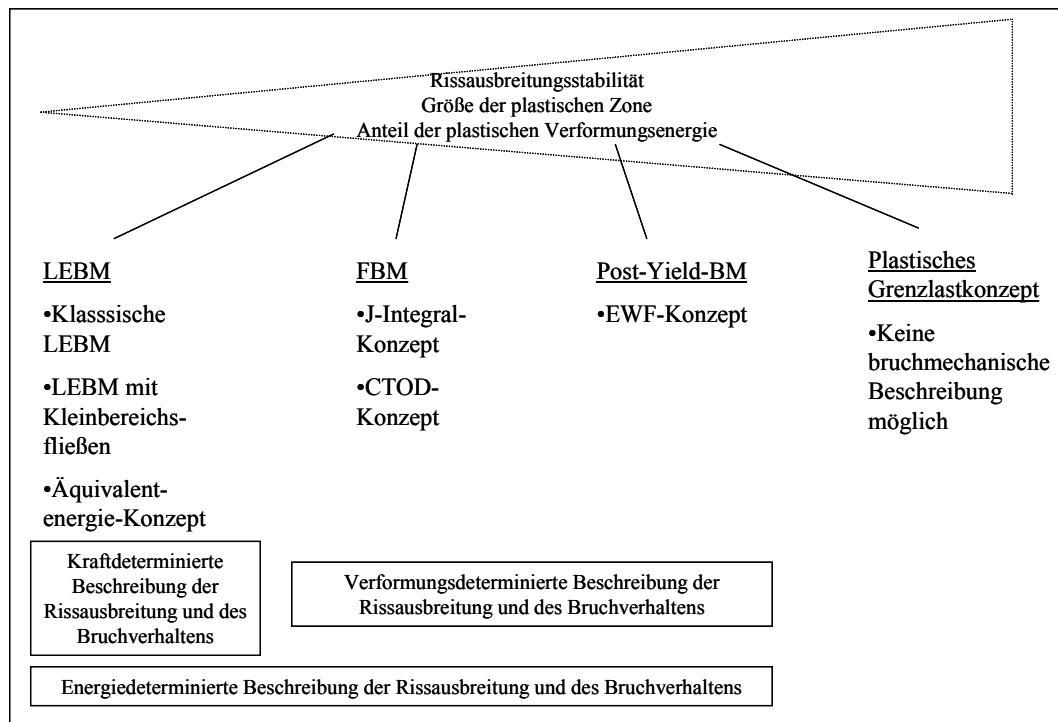 Rissausbreitungsstabilität
Größe der plastischen Zone
Anteil der plastischen Verformungsenergie
LEBM
•Klasssische
LEBM
•LEBM mit
Kleinbereichs-
fließen
•Äquivalent-
energie-Konzept
FBM
•J-Integral-
Konzept
•CTOD-
Konzept
Post-Yield-BM
•EWF-Konzept
Plastisches
Grenzlastkonzept
•Keine
bruchmechanische
Beschreibung
möglich
Kraftdeterminierte
Beschreibung der
Rissausbreitung und des
Bruchverhaltens
Verformungsdeterminierte Beschreibung der
Rissausbreitung und des Bruchverhaltens
Energiedeterminierte Beschreibung der Rissausbreitung und des Bruchverhaltens